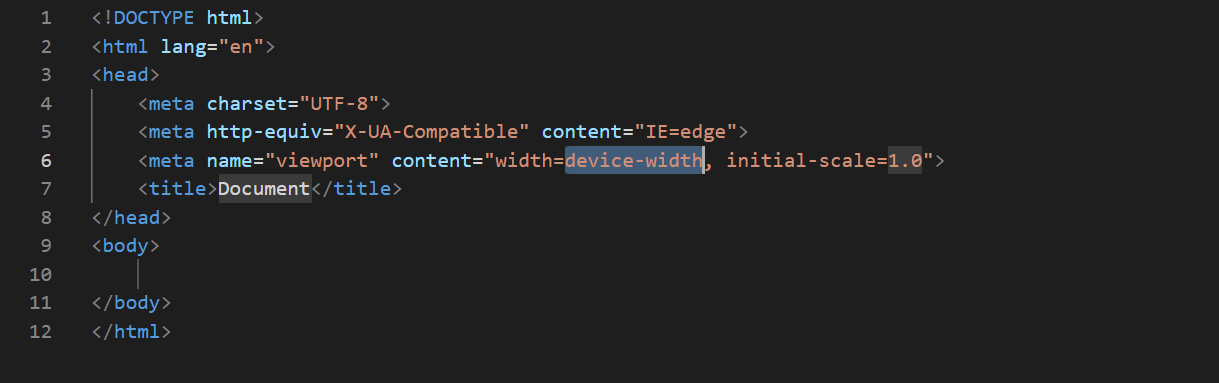 1 <!DOCTYPE html>
2 <html lang="en">
3 <head>
4     <meta charset="UTF-8">
5     <meta http-equiv="X-UA-Compatible" content="IE=edge">
6     <meta name="viewport" content="width=device-width, initial-scale=1.0">
7     <title>Document</title>
8 </head>
9 <body>
10
11 </body>
12 </html>